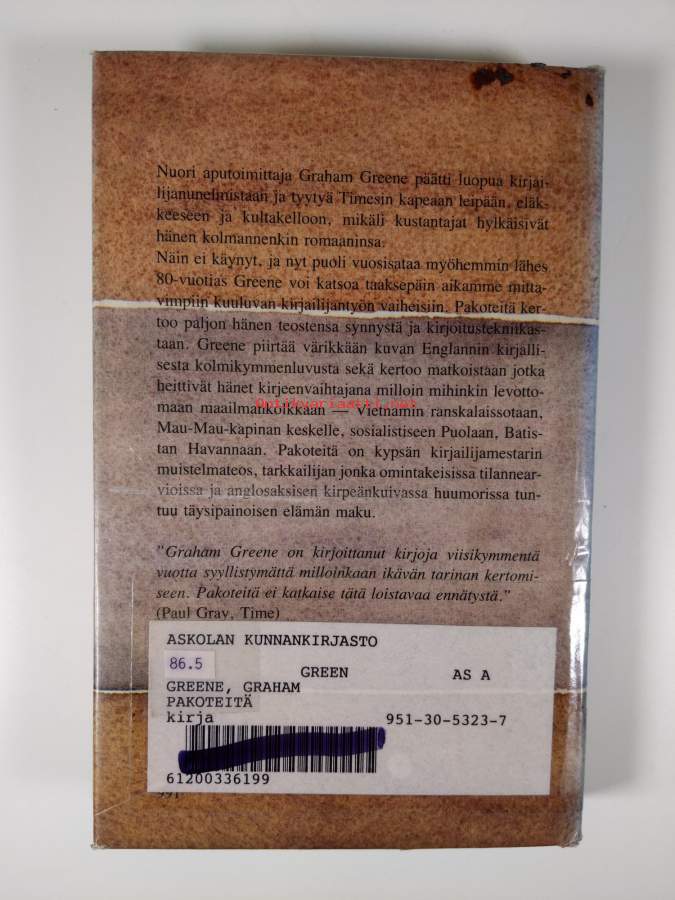 Nuori aputoimittaja Graham Greene päätti luopua kirjai-
lijanunelmistaan ja tyytyä Timesin kapeaan leipään, eläk-
keeseen ja kultakelloon, mikäli kustantajat hylkäisivät
hänen kolmannenkin romaaninsa.
Näin ei käynyt, ja nyt puoli vuosisataa myöhemmin lähes
80-vuotias Greene voi katsoa taaksepäin aikamme mitta-
vimpiin kuuluvan kirjailijantyön vaiheisiin. Pakoteitä ker-
too paljon hänen teostensa synnystä ja kirjoitustekniikas-
taan. Greene piirtää värikkään kuvan Englannin kirjalli-
sesta kolmikymmenluvusta sekä kertoo matkoistaan jotka
heittivät hänet kirjeenvaihtajana milloin mihinkin levotto-
maan maailmankolkkaan — Vietnamin ranskalaissotaan,
Antikvariaatti.net
Mau-Mau-kapinan keskelle, sosialistiseen Puolaan, Batis-
tan Havannaan. Pakoteitä on kypsän kirjailijamestarin
muistelmateos, tarkkailijan jonka omintakeisissa tilannear-
vioissa ja anglosaksisen kirpeänkuivassa huumorissa tun-
tuu täysipainoisen elämän maku.
"Graham Greene on kirjoittanut kirjoja viisikymmentä
vuotta syyllistymättä milloinkaan ikävän tarinan kertomi-
seen. Pakoteitä ei katkaise tätä loistavaa ennätystä."
(Paul Gray, Time)
ASKOLAN KUNNANKIRJASTO
86.5
GREEN AS A
GREENE, GRAHAM
PAKOTEITÄ
kirja 951-30-5323-7
61200336199